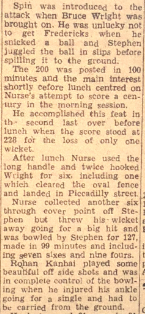 Spin was introduced to the
attack when Bruce Wright was
brought on. He was unlucky not
to get Fredericks when he
snicked a ball and Stephen
juggled the ball in slips before
spilling it to the ground.
The 200 was posted in 100
minutes and the main interest
shortly before lunch centred on
Nurse's attempt to score a cen-
tury in the morning session.
He accomplished this feat in
the second last over before
lunch when the score stood at
228 for the loss of only one
wicket.
After lunch Nurse used the
long handle and twice hooked
Wright for six, including one
which cleared the oval fence
and landed in Piccadilly street.
Nurse collected another six
through cover point off Ste-
phen but threw his wicket
away going for a big hit and
was bowled by Stephen for 127,
made in 99 minutes and includ-
ing seven sixes and nine fours.
Rohan Kanhai played some
beautiful off side shots and was
in complete control of the bowl-
ing when he injured his ankle
going for a single and had to
be carried from the ground.